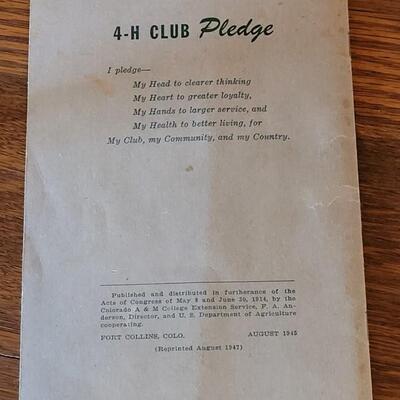 4-H CLUB Pledge
I pledge—
My Head to clearer thinking
My Heart to greater loyalty,
My Hands to larger service, and
My Health to better living, for
My Club, my Community, and my Country.
Published and distributed in furtherance of the
Acts of Congress of May 8 and June 30, 1914, by the
Colorado A & M College Extension Service, F. A. An-
derson, Director, and U. S. Department of Agriculture
cooperating.
FORT COLLINS, COLO. AUGUST 1945
(Reprinted August 1947)